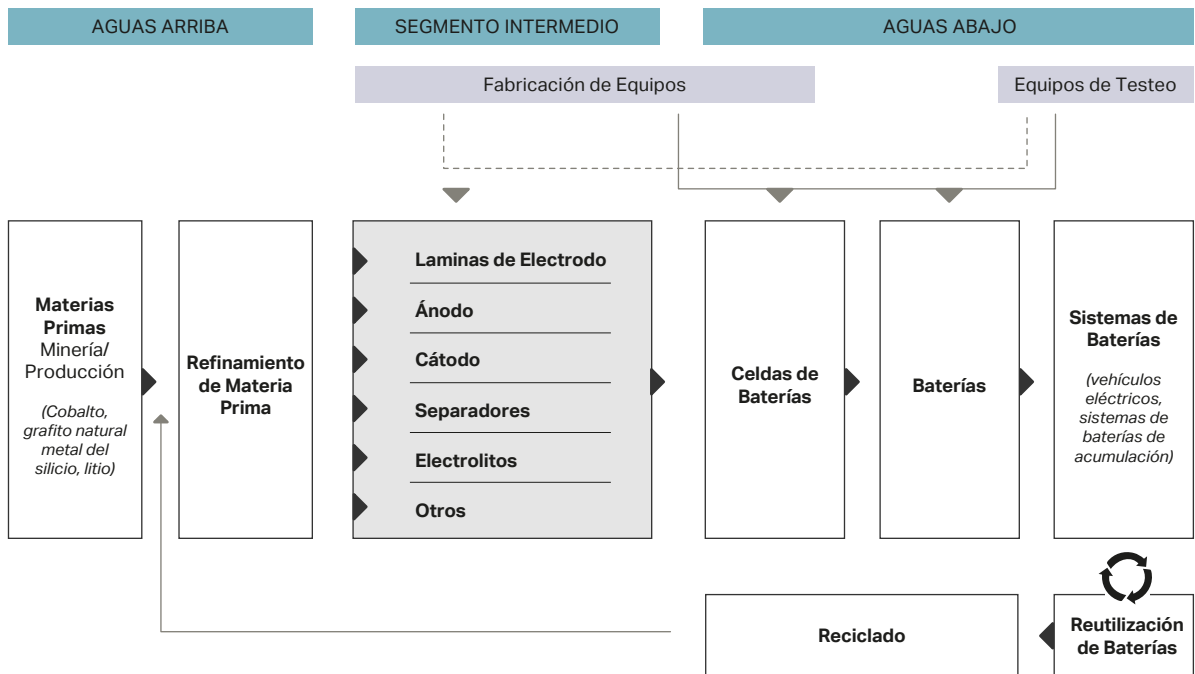 AGUAS ARRIBA
SEGMENTO INTERMEDIO
AGUAS ABAJO
Fabricación de Equipos
Equipos de Testeo
Materias
Primas
Minería/
Producción
(Cobalto,
grafito natural
metal del
silicio, litio)
Refinamiento
de Materia
Prima
Laminas de Electrodo
Ánodo
Cátodo
Separadores
Electrolitos
Otros
Celdas de
Baterías
Baterías
Sistemas de
Baterías
(vehículos
eléctricos,
sistemas de
baterías de
acumulación)
Reciclado
Reutilización
de Baterías